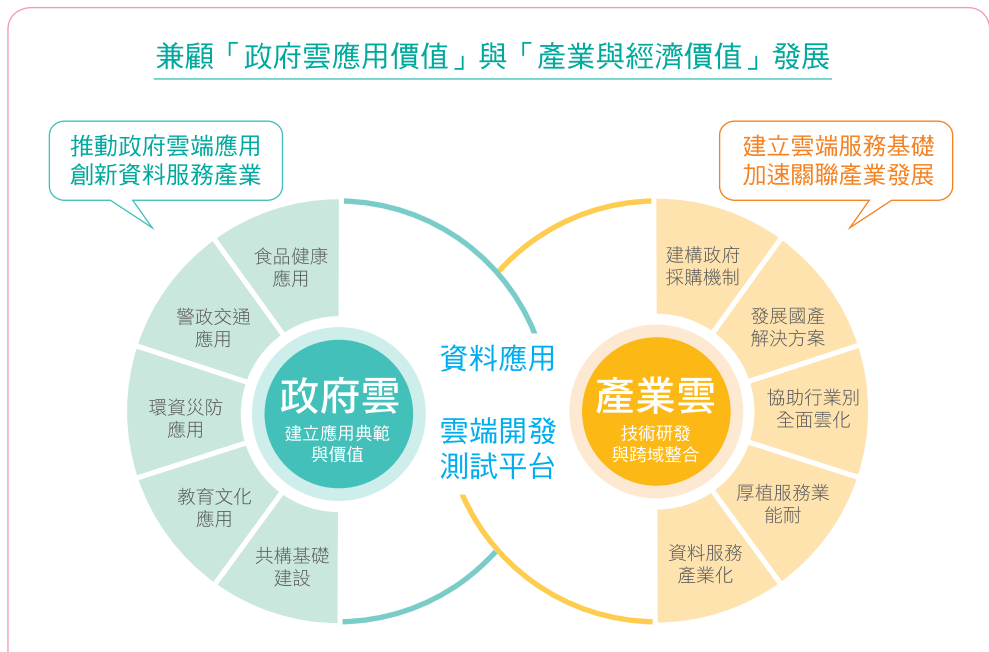 兼顧「政府雲應用價值」與「產業與經濟價值」發展
推動政府雲端應用
創新資料服務產業
建立雲端服務基礎
加速關聯產業發展
食品健康
應用
警政交通
應用
環資災防
應用
教育文化
應用
共構基礎
建設
政府雲
建立應用典範
與價值
資料應用
雲端開發
測試平台
產業雲
技術研發
與跨域整合
建構政府
採購機制
發展國產
解決方案
協助行業別
全面雲化
厚植服務業
能耐
資料服務
產業化